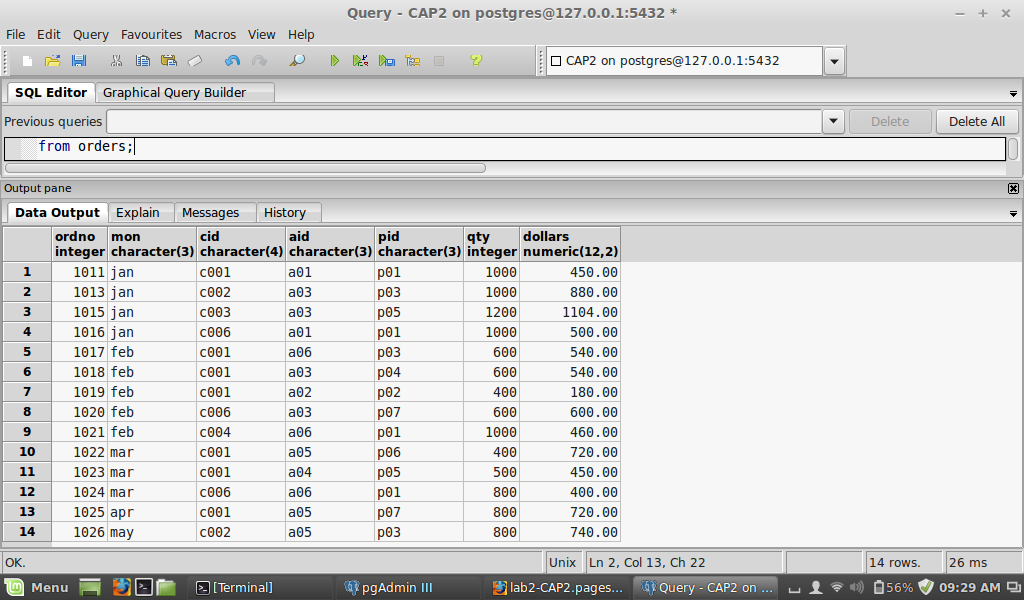 Query - CAP2 on postgres@127.0.0.1:5432 *
File Edit Query Favourites Macros View Help
CAP2 on postgres@127.0.0.1:5432
SQL Editor Graphical Query Builder
Previous queries Delete Delete All
from orders;
Output pane
Data Output Explain Messages History
ordno mon cid aid pid qty dollars
integer character(3) character(4) character(3) character(3) integer numeric(12,2)
1 1011 jan c001 a01 p01 1000 450.00
2 1013 jan c002 a03 p03 1000 880.00
3 1015 jan c003 a03 p05 1200 1104.00
4 1016 jan c006 a01 p01 1000 500.00
5 1017 feb c001 a06 p03 600 540.00
6 1018 feb c001 a03 p04 600 540.00
7 1019 feb c001 a02 p02 400 180.00
8 1020 feb c006 a03 p07 600 600.00
9 1021 feb c004 a06 p01 1000 460.00
10 1022 mar c001 a05 p06 400 720.00
11 1023 mar c001 a04 p05 500 450.00
12 1024 mar c006 a06 p01 800 400.00
13 1025 apr c001 a05 p07 800 720.00
14 1026 may c002 a05 p03 800 740.00
OK. Unix Ln 2, Col 13, Ch 22 14 rows. 26 ms
Menu [Terminal] pgAdmin III lab2-CAP2.pages... Query - CAP2 on ... 56% 09:29 AM